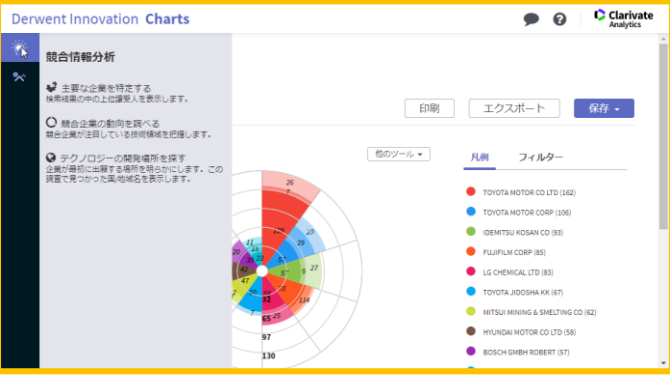 Derwent Innovation Charts
Clarivate
Analytics
競合情報分析
主要な企業を特定する
検索結果の中の上位譲受人を表示します。
競合企業の動向を調べる
競合企業が注目している技術領域を把握します。
テクノロジーの開発場所を探す
企業が最初に出願する場所を明らかにします。この
調査で見つかった国/地域名を表示します。
印刷
エクスポート
保存
他のツール
凡例
フィルター
TOYOTA MOTOR CO LTD (162)
TOYOTA MOTOR CORP (106)
IDEMITSU KOSAN CO (93)
FUJIFILM CORP (85)
LG CHEMICAL LTD (83)
TOYOTA JIDOSHA KK (67)
MITSUI MINING & SMELTING CO (62)
HYUNDAI MOTOR CO LTD (58)
BOSCH GMBH ROBERT (57)
26
20
29
57
27
9
114
11
15
42
47
32
65
25
97
130